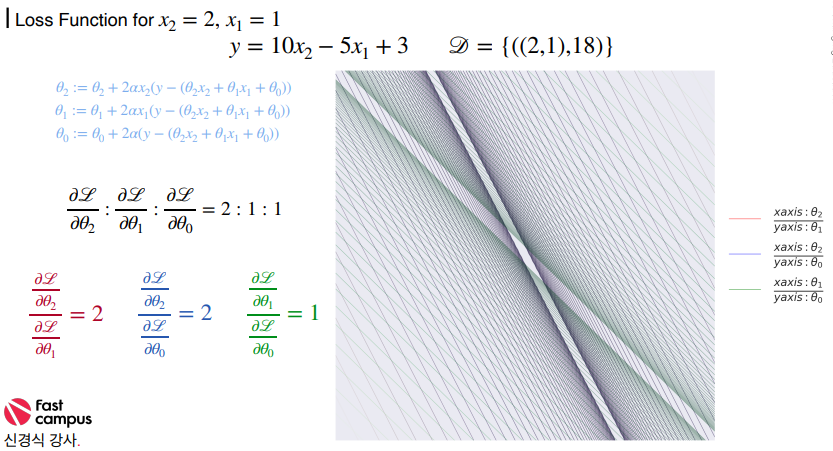 Loss Function for x₂ = 2, x₁ = 1
y = 10x₂ − 5x₁ + 3 𝒟 = {((2,1),18)}
θ₂ := θ₂ + 2αx₂(y − (θ₂x₂ + θ₁x₁ + θ₀))
θ₁ := θ₁ + 2αx₁(y − (θ₂x₂ + θ₁x₁ + θ₀))
θ₀ := θ₀ + 2α(y − (θ₂x₂ + θ₁x₁ + θ₀))
∂ℒ/∂θ₂ : ∂ℒ/∂θ₁ : ∂ℒ/∂θ₀ = 2 : 1 : 1
(∂ℒ/∂θ₂)/(∂ℒ/∂θ₁) = 2
(∂ℒ/∂θ₂)/(∂ℒ/∂θ₀) = 2
(∂ℒ/∂θ₁)/(∂ℒ/∂θ₀) = 1
xaxis : θ₂
yaxis : θ₁
xaxis : θ₂
yaxis : θ₀
xaxis : θ₁
yaxis : θ₀
fast
campus
신경식 강사.